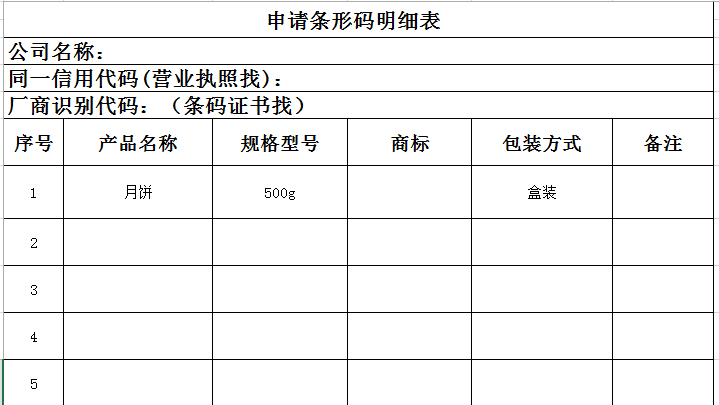 申请条形码明细表
公司名称：
同一信用代码(营业执照找)：
厂商识别代码：（条码证书找）
序号 产品名称 规格型号 商标 包装方式 备注
1 月饼 500g 盒装
2
3
4
5